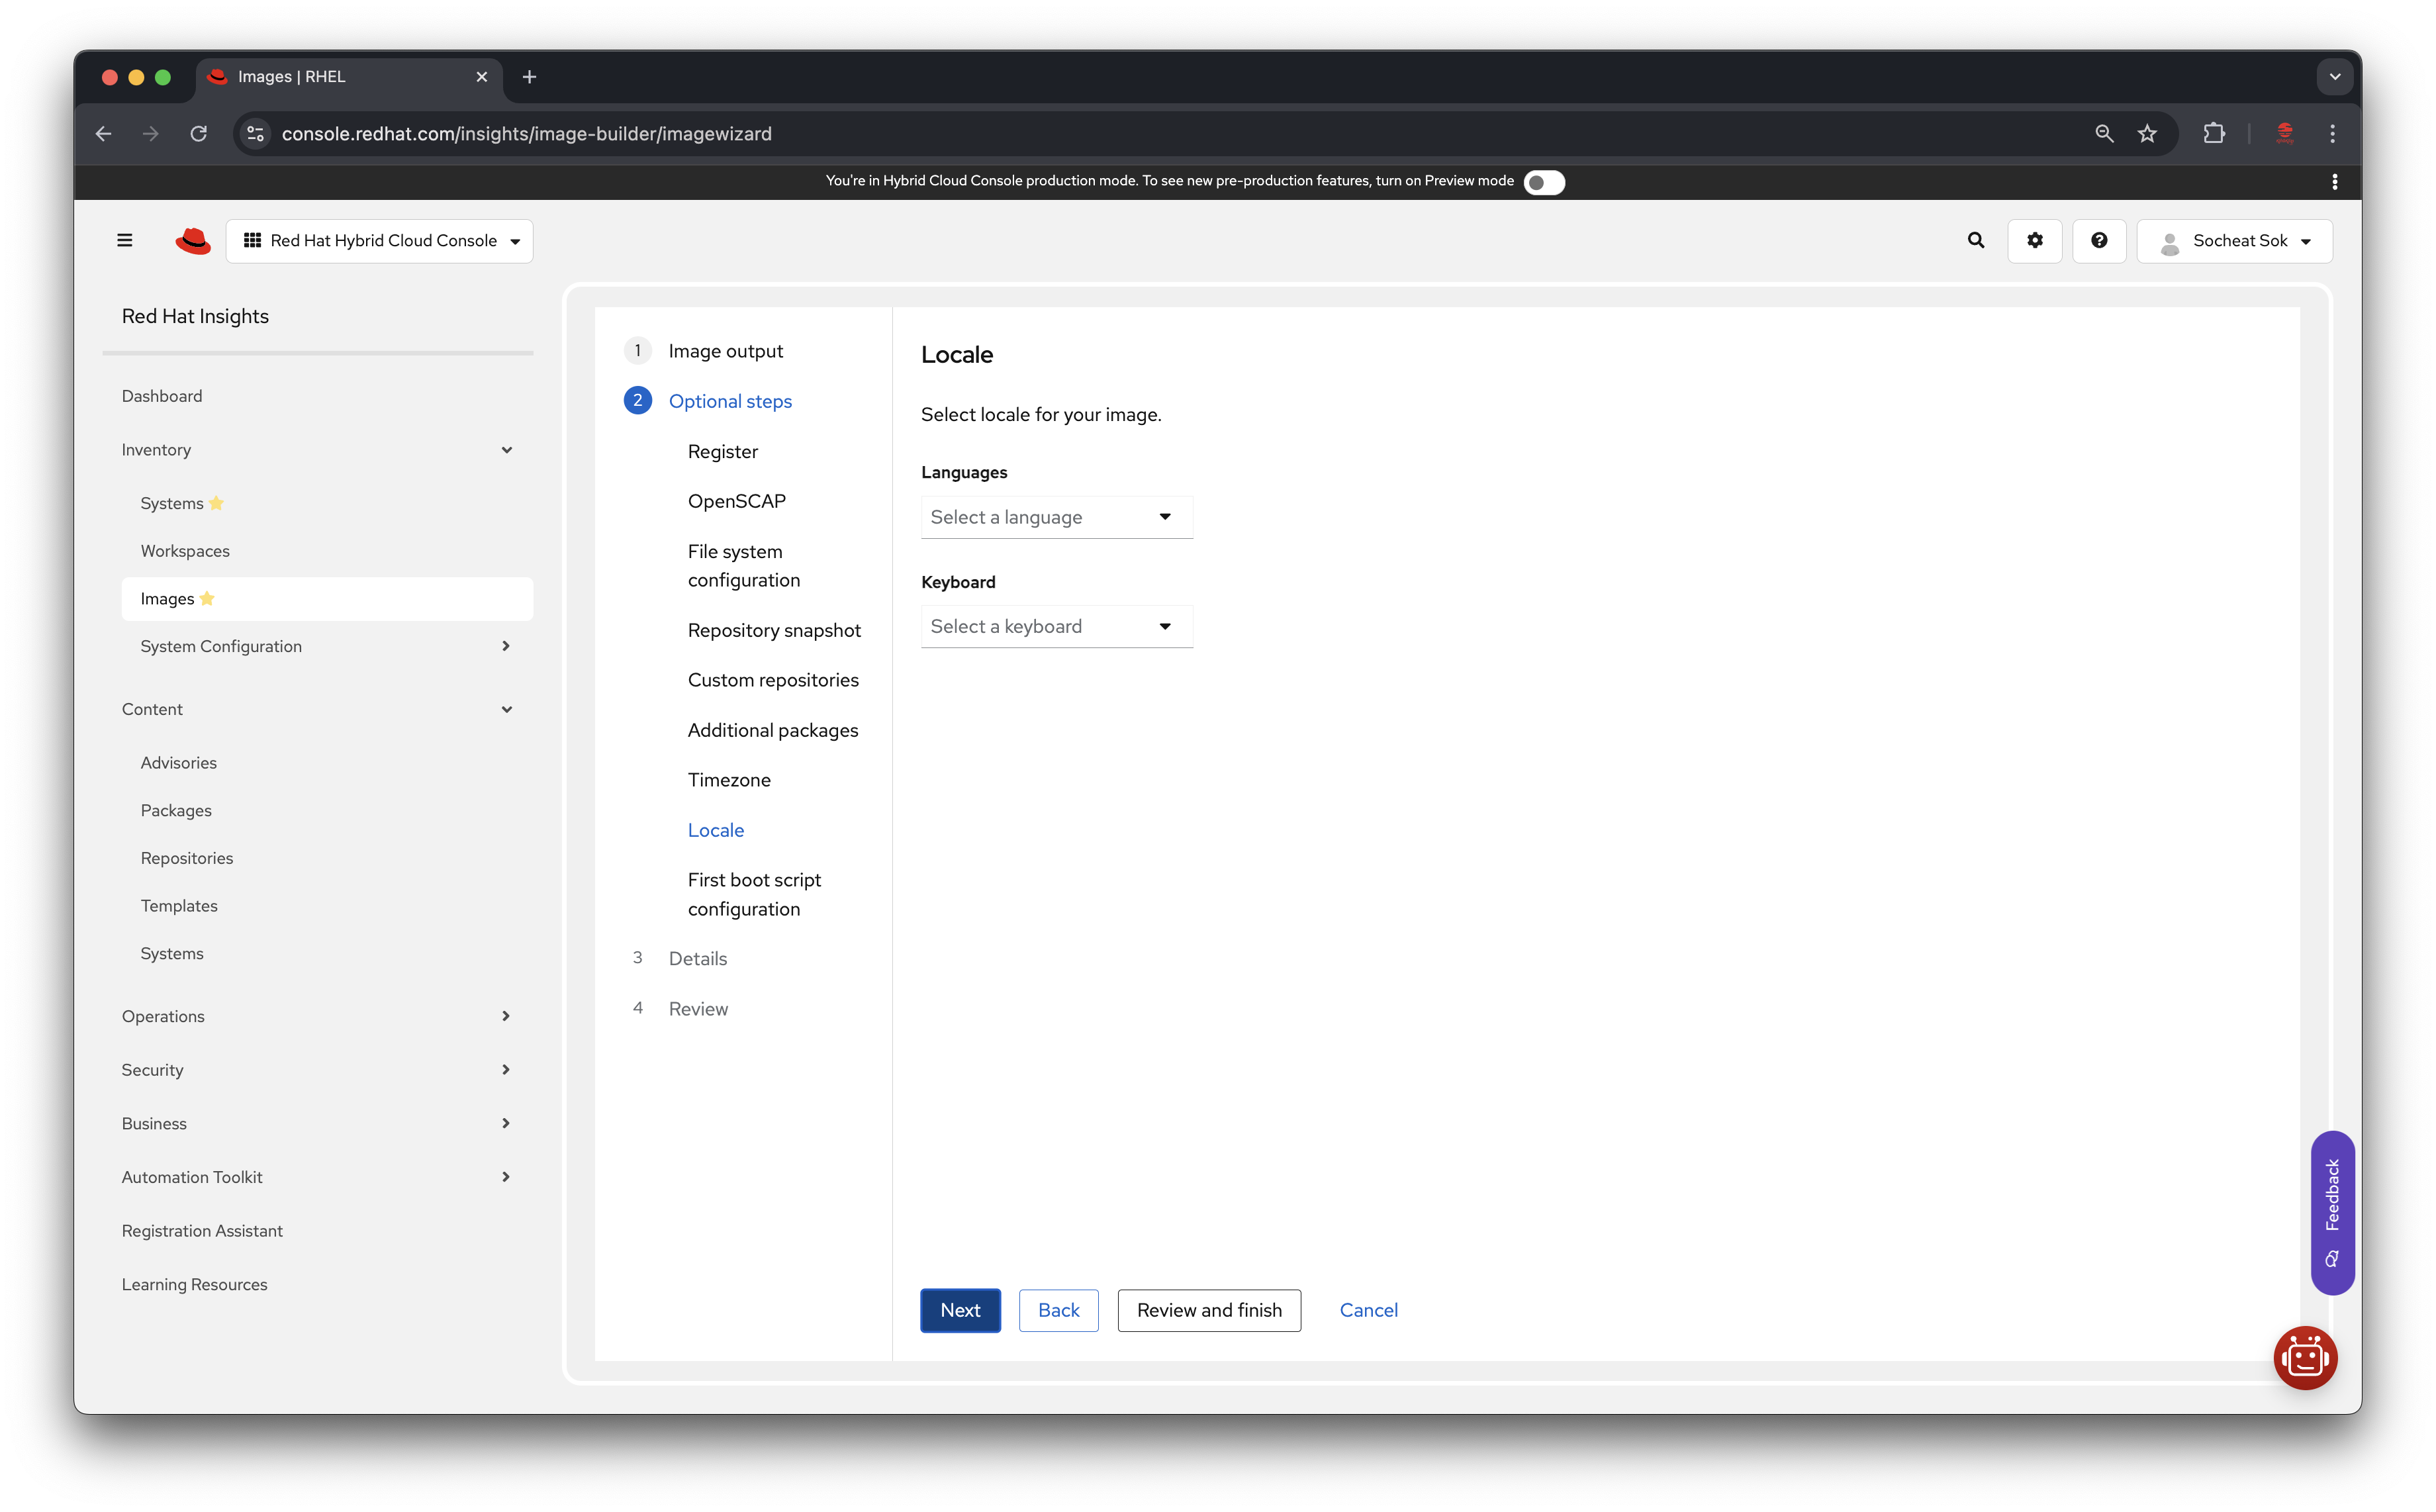 Images | RHEL
console.redhat.com/insights/image-builder/imagewizard
You're in Hybrid Cloud Console production mode. To see new pre-production features, turn on Preview mode
Red Hat Hybrid Cloud Console
Socheat Sok
Red Hat Insights
Dashboard
Inventory
Systems
Workspaces
Images
System Configuration
Content
Advisories
Packages
Repositories
Templates
Systems
Operations
Security
Business
Automation Toolkit
Registration Assistant
Learning Resources
1 Image output
2 Optional steps
Register
OpenSCAP
File system
configuration
Repository snapshot
Custom repositories
Additional packages
Timezone
Locale
First boot script
configuration
3 Details
4 Review
Locale
Select locale for your image.
Languages
Select a language
Keyboard
Select a keyboard
Next
Back
Review and finish
Cancel
Feedback